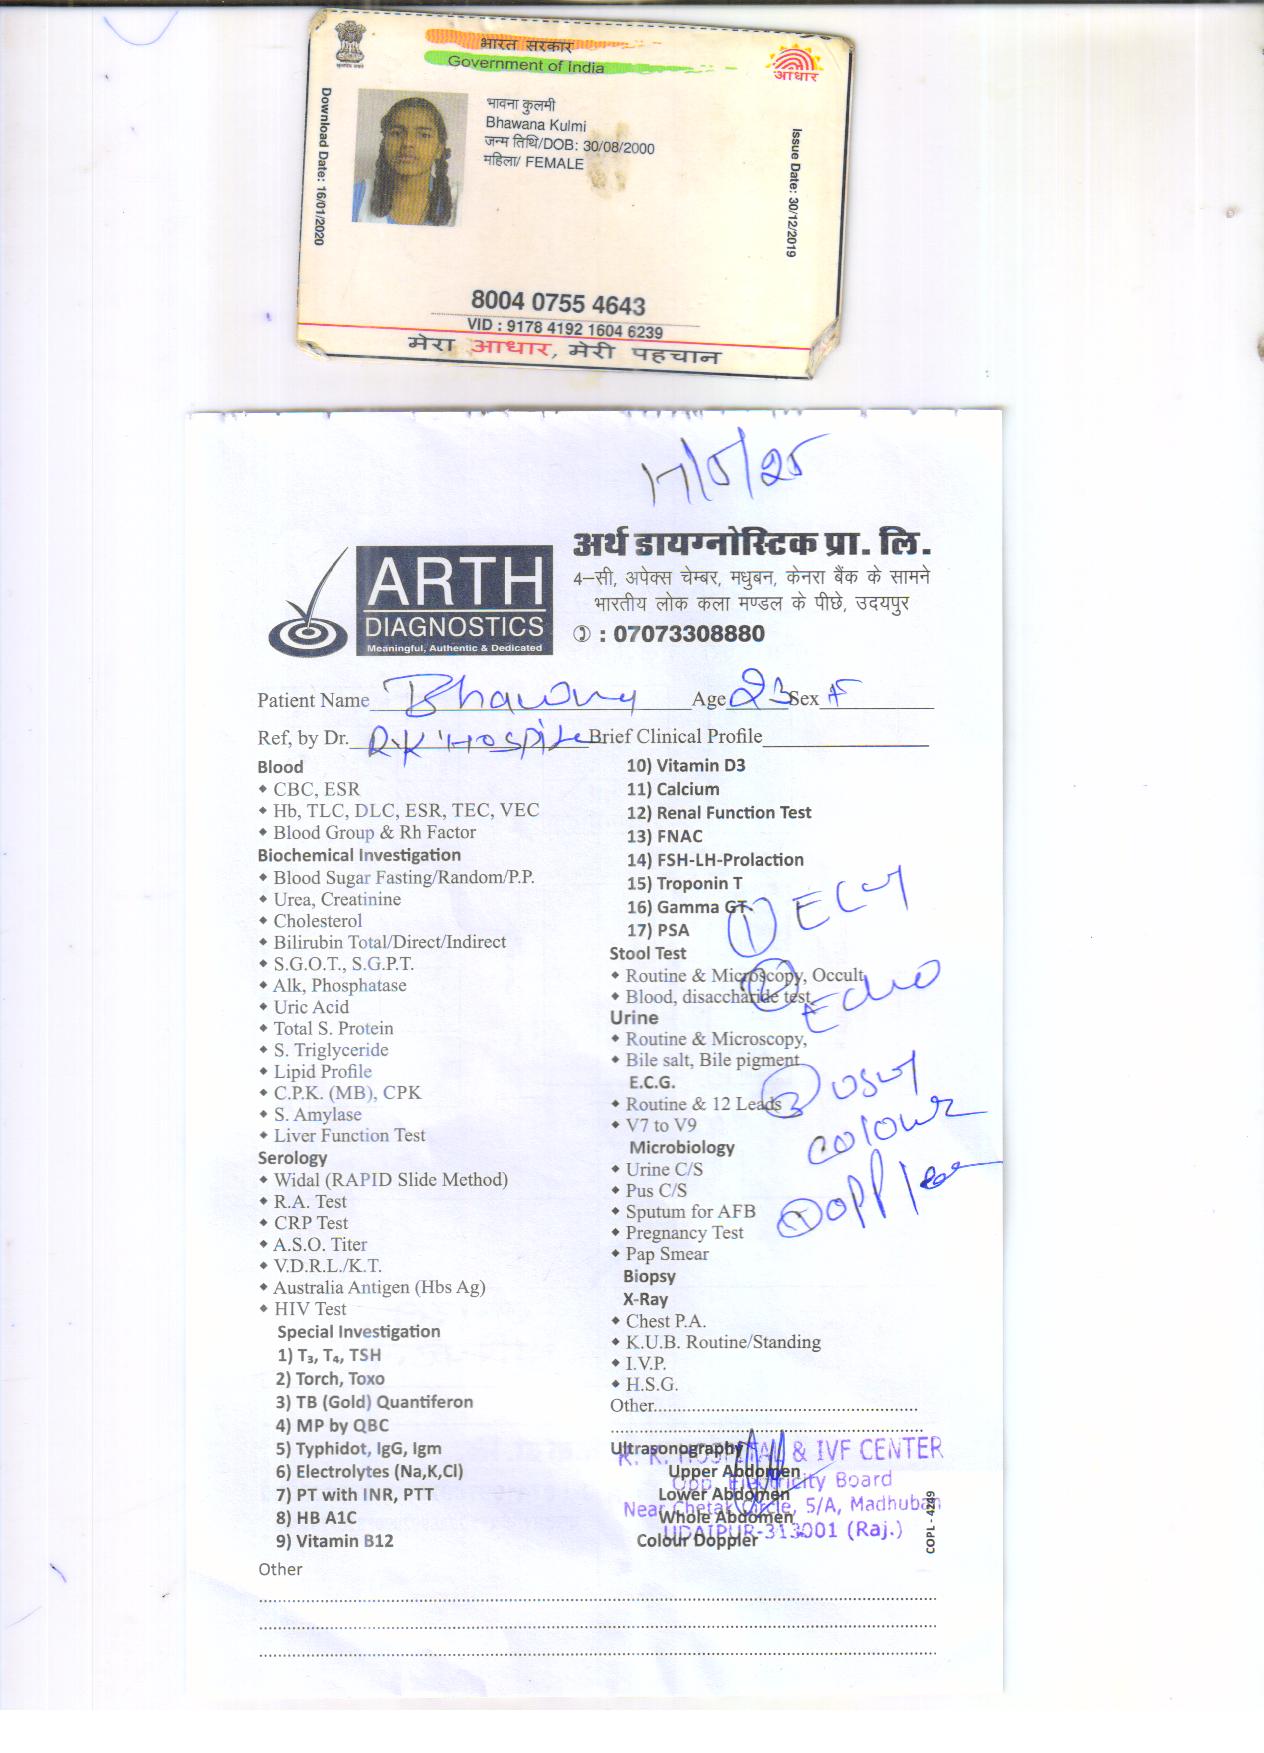 भारत सरकार
Government of India
आधार
Download Date: 16/01/2020
भावना कुलमी
Bhawana Kulmi
जन्म तिथि/DOB: 30/08/2000
महिला/ FEMALE
Issue Date: 30/12/2019
8004 0755 4643
VID : 9178 4192 1604 6239
मेरा आधार, मेरी पहचान
17/5/25
ARTH
DIAGNOSTICS
Meaningful, Authentic & Dedicated
अर्थ डायग्नोस्टिक प्रा. लि.
4–सी, अपेक्स चेम्बर, मधुबन, केनरा बैंक के सामने
भारतीय लोक कला मण्डल के पीछे, उदयपुर
: 07073308880
Patient Name Age 23 Sex F
Ref, by Dr. R.K Brief Clinical Profile
Blood
CBC, ESR
Hb, TLC, DLC, ESR, TEC, VEC
Blood Group & Rh Factor
Biochemical Investigation
Blood Sugar Fasting/Random/P.P.
Urea, Creatinine
Cholesterol
Bilirubin Total/Direct/Indirect
S.G.O.T., S.G.P.T.
Alk, Phosphatase
Uric Acid
Total S. Protein
S. Triglyceride
Lipid Profile
C.P.K. (MB), CPK
S. Amylase
Liver Function Test
Serology
Widal (RAPID Slide Method)
R.A. Test
CRP Test
A.S.O. Titer
V.D.R.L./K.T.
Australia Antigen (Hbs Ag)
HIV Test
Special Investigation
1) T₃, T₄, TSH
2) Torch, Toxo
3) TB (Gold) Quantiferon
4) MP by QBC
5) Typhidot, IgG, Igm
6) Electrolytes (Na,K,Cl)
7) PT with INR, PTT
8) HB A1C
9) Vitamin B12
10) Vitamin D3
11) Calcium
12) Renal Function Test
13) FNAC
14) FSH-LH-Prolaction
15) Troponin T
16) Gamma GT
17) PSA
Stool Test
Routine & Microscopy, Occult
Blood, disaccharide test
Urine
Routine & Microscopy,
Bile salt, Bile pigment
E.C.G.
Routine & 12 Leads
V7 to V9
Microbiology
Urine C/S
Pus C/S
Sputum for AFB
Pregnancy Test
Pap Smear
Biopsy
X-Ray
Chest P.A.
K.U.B. Routine/Standing
I.V.P.
H.S.G.
Other
Ultrasonography
Upper Abdomen
Lower Abdomen
Whole Abdomen
Colour Doppler
1 ECG
2 Echo
3 USG
colour
Doppler
R. K. HOSPITAL & IVF CENTER
Opp. Electricity Board
Near Chetak Circle, 5/A, Madhuban
UDAIPUR-313001 (Raj.)
COPL - 4249
Other